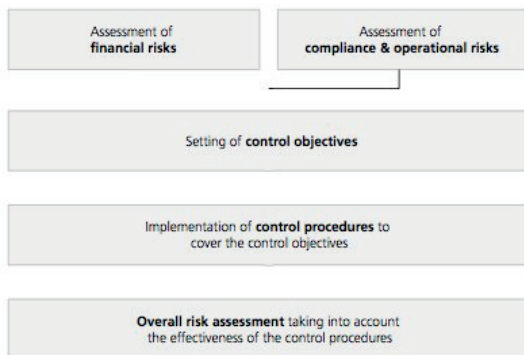 Assessment of
financial risks
Assessment of
compliance & operational risks
Setting of control objectives
Implementation of control procedures to
cover the control objectives
Overall risk assessment taking into account
the effectiveness of the control procedures